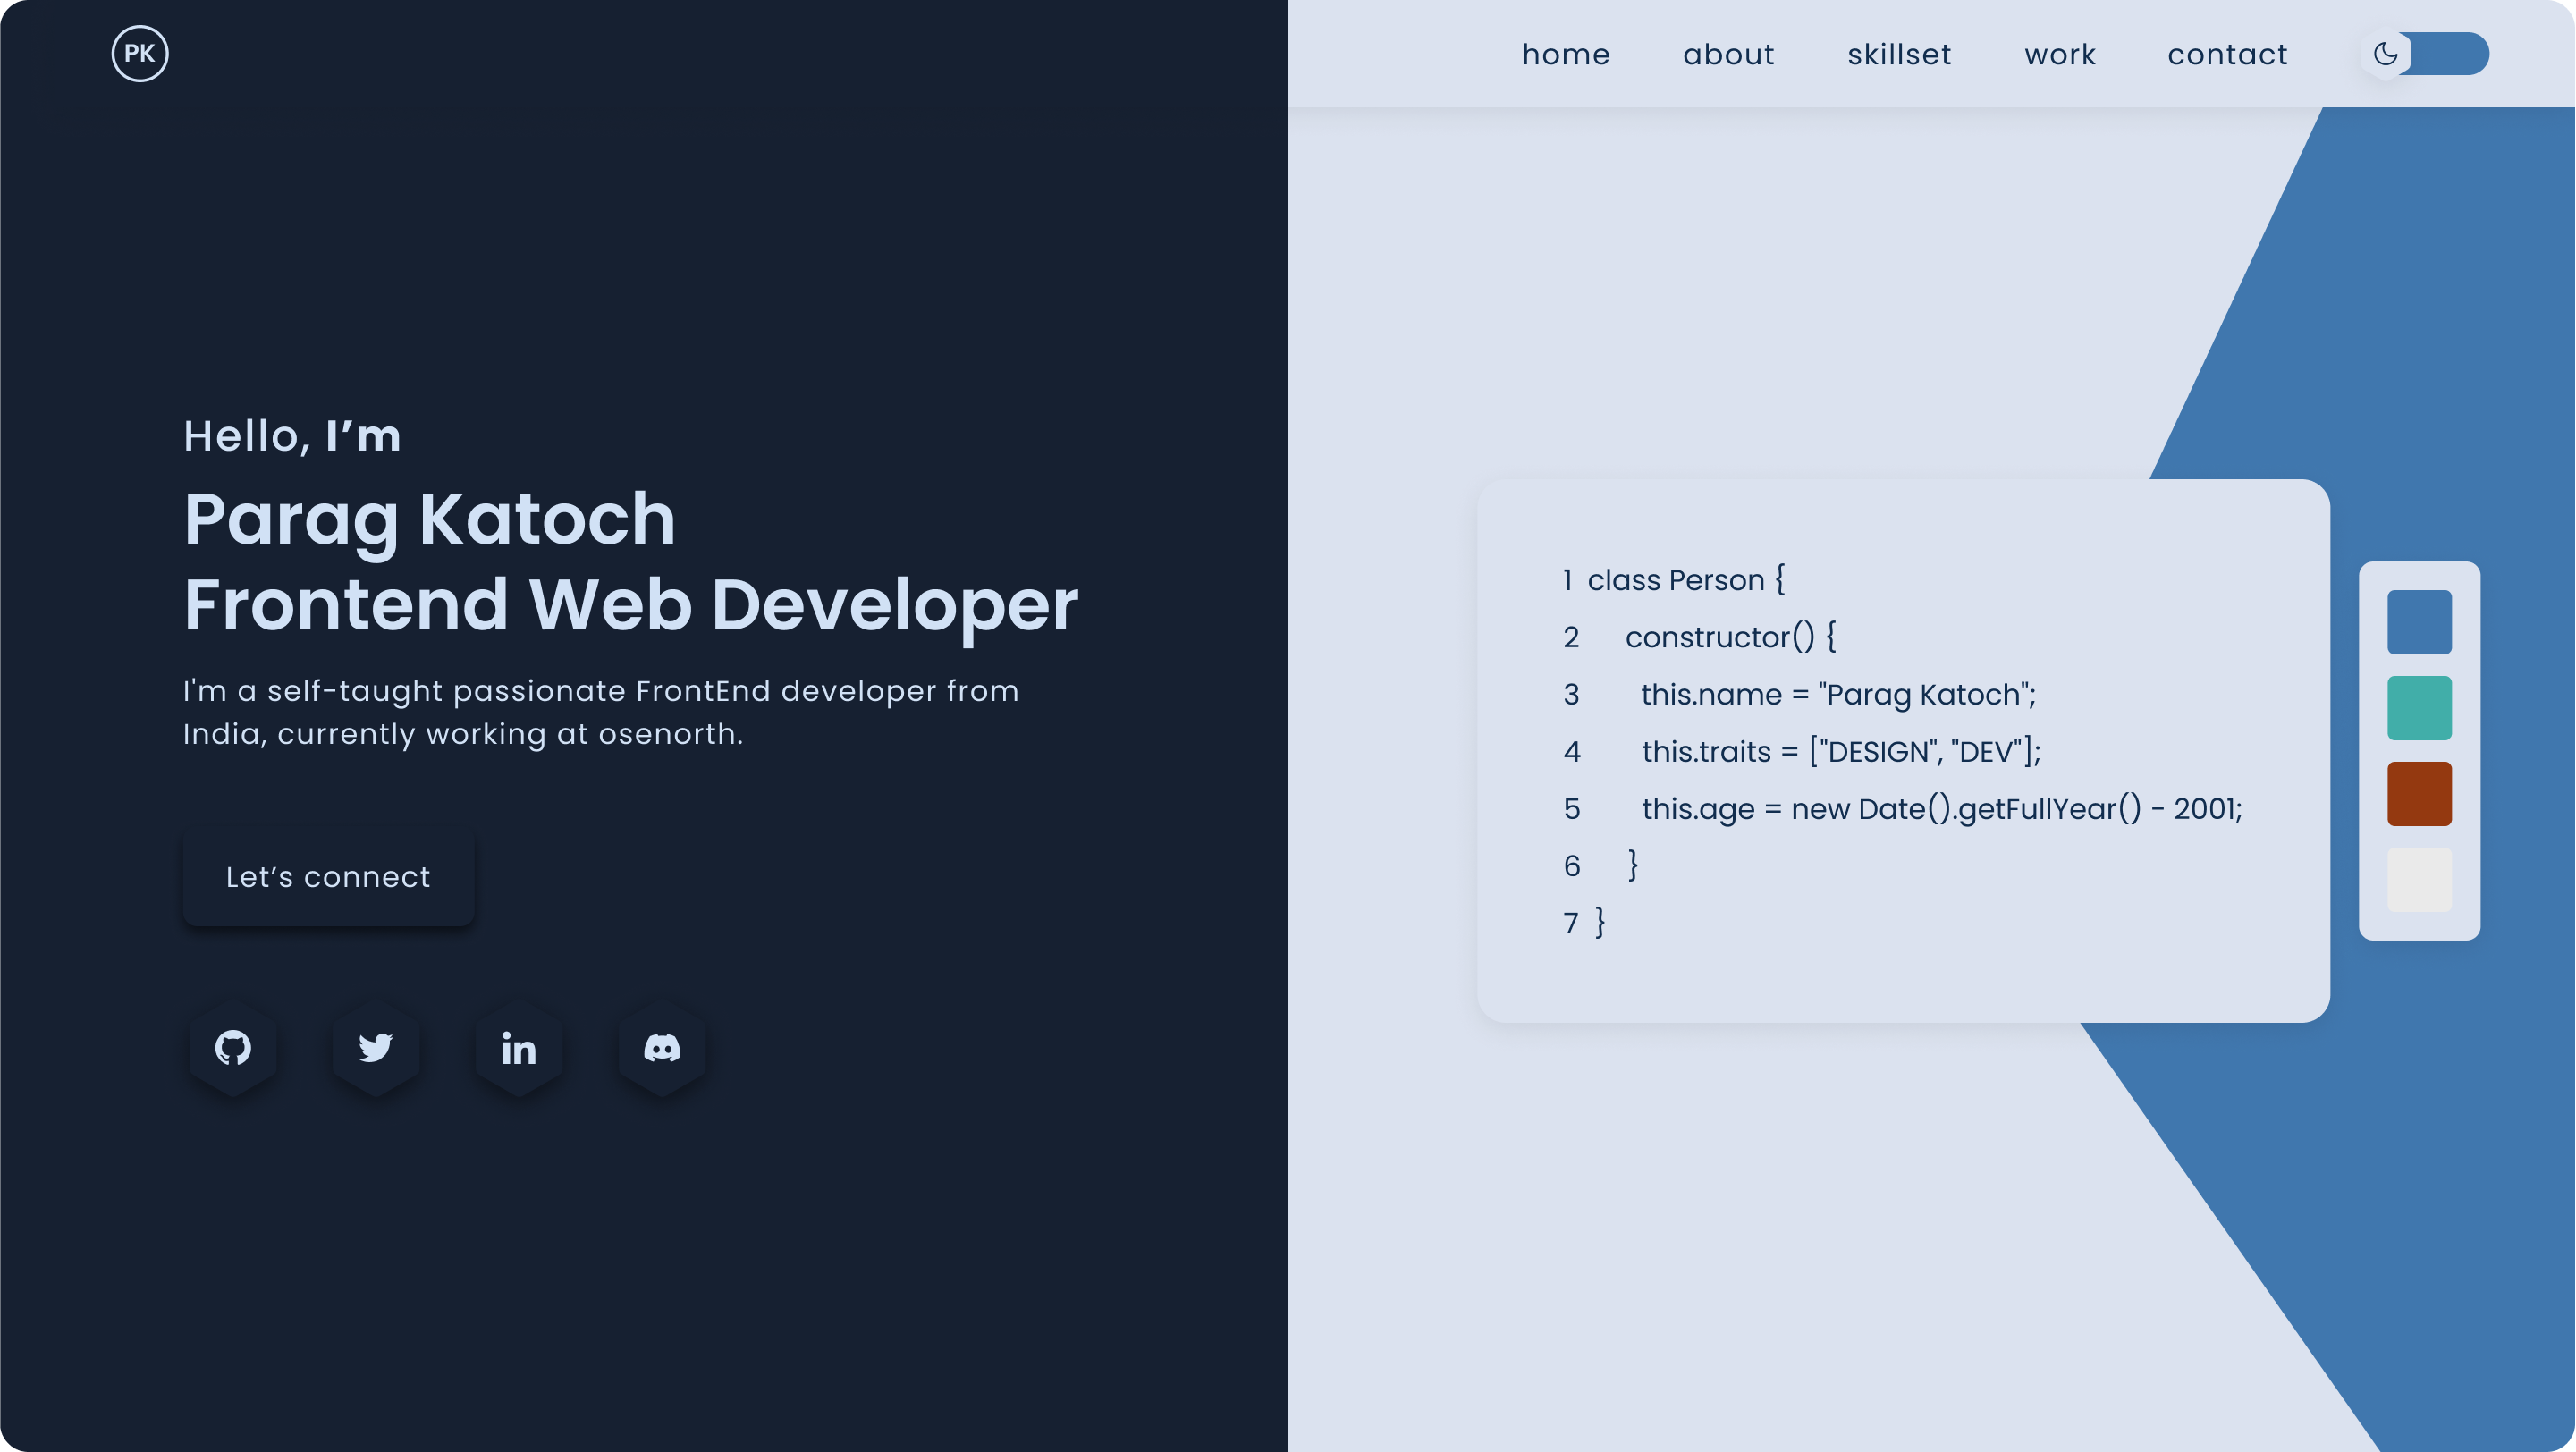 PK
home about skillset work contact
Hello, I’m
Parag Katoch
Frontend Web Developer
I'm a self-taught passionate FrontEnd developer from
India, currently working at osenorth.
Let’s connect
in
1 class Person {
2 constructor() {
3 this.name = "Parag Katoch";
4 this.traits = ["DESIGN", "DEV"];
5 this.age = new Date().getFullYear() - 2001;
6 }
7 }